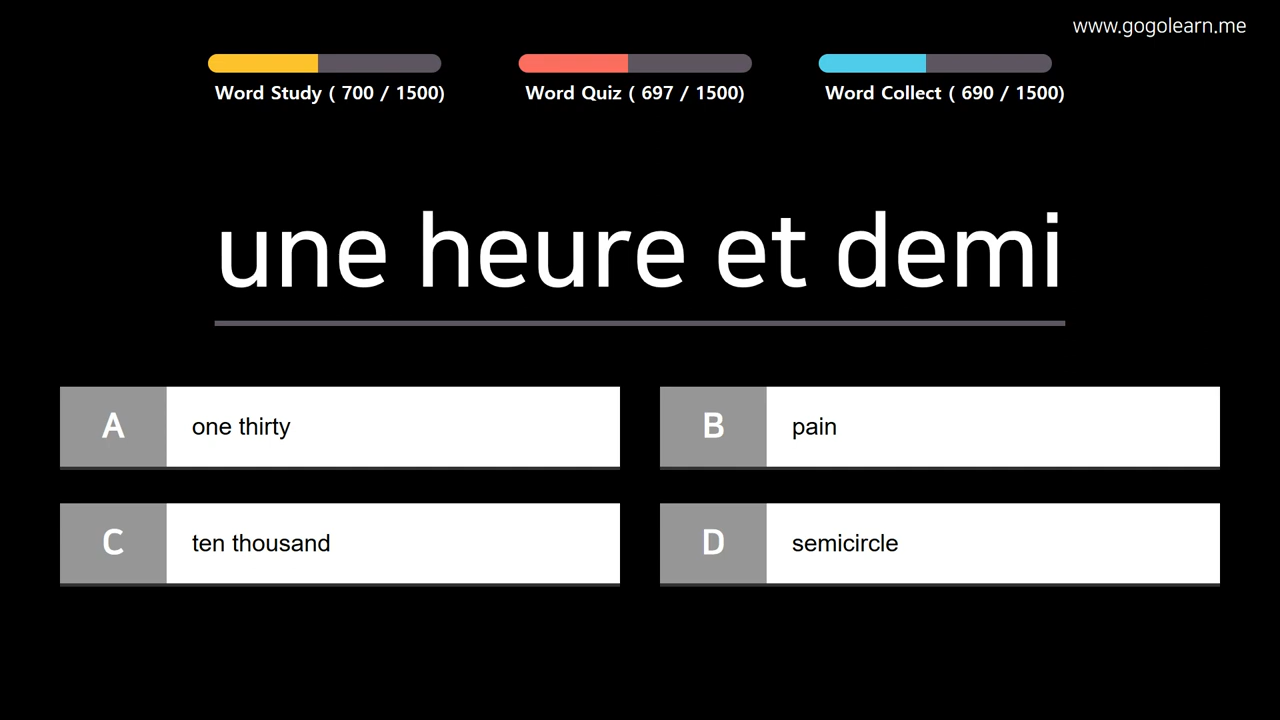 www.gogolearn.me
Word Study ( 700 / 1500)
Word Quiz ( 697 / 1500)
Word Collect ( 690 / 1500)
une heure et demi
A one thirty
B pain
C ten thousand
D semicircle